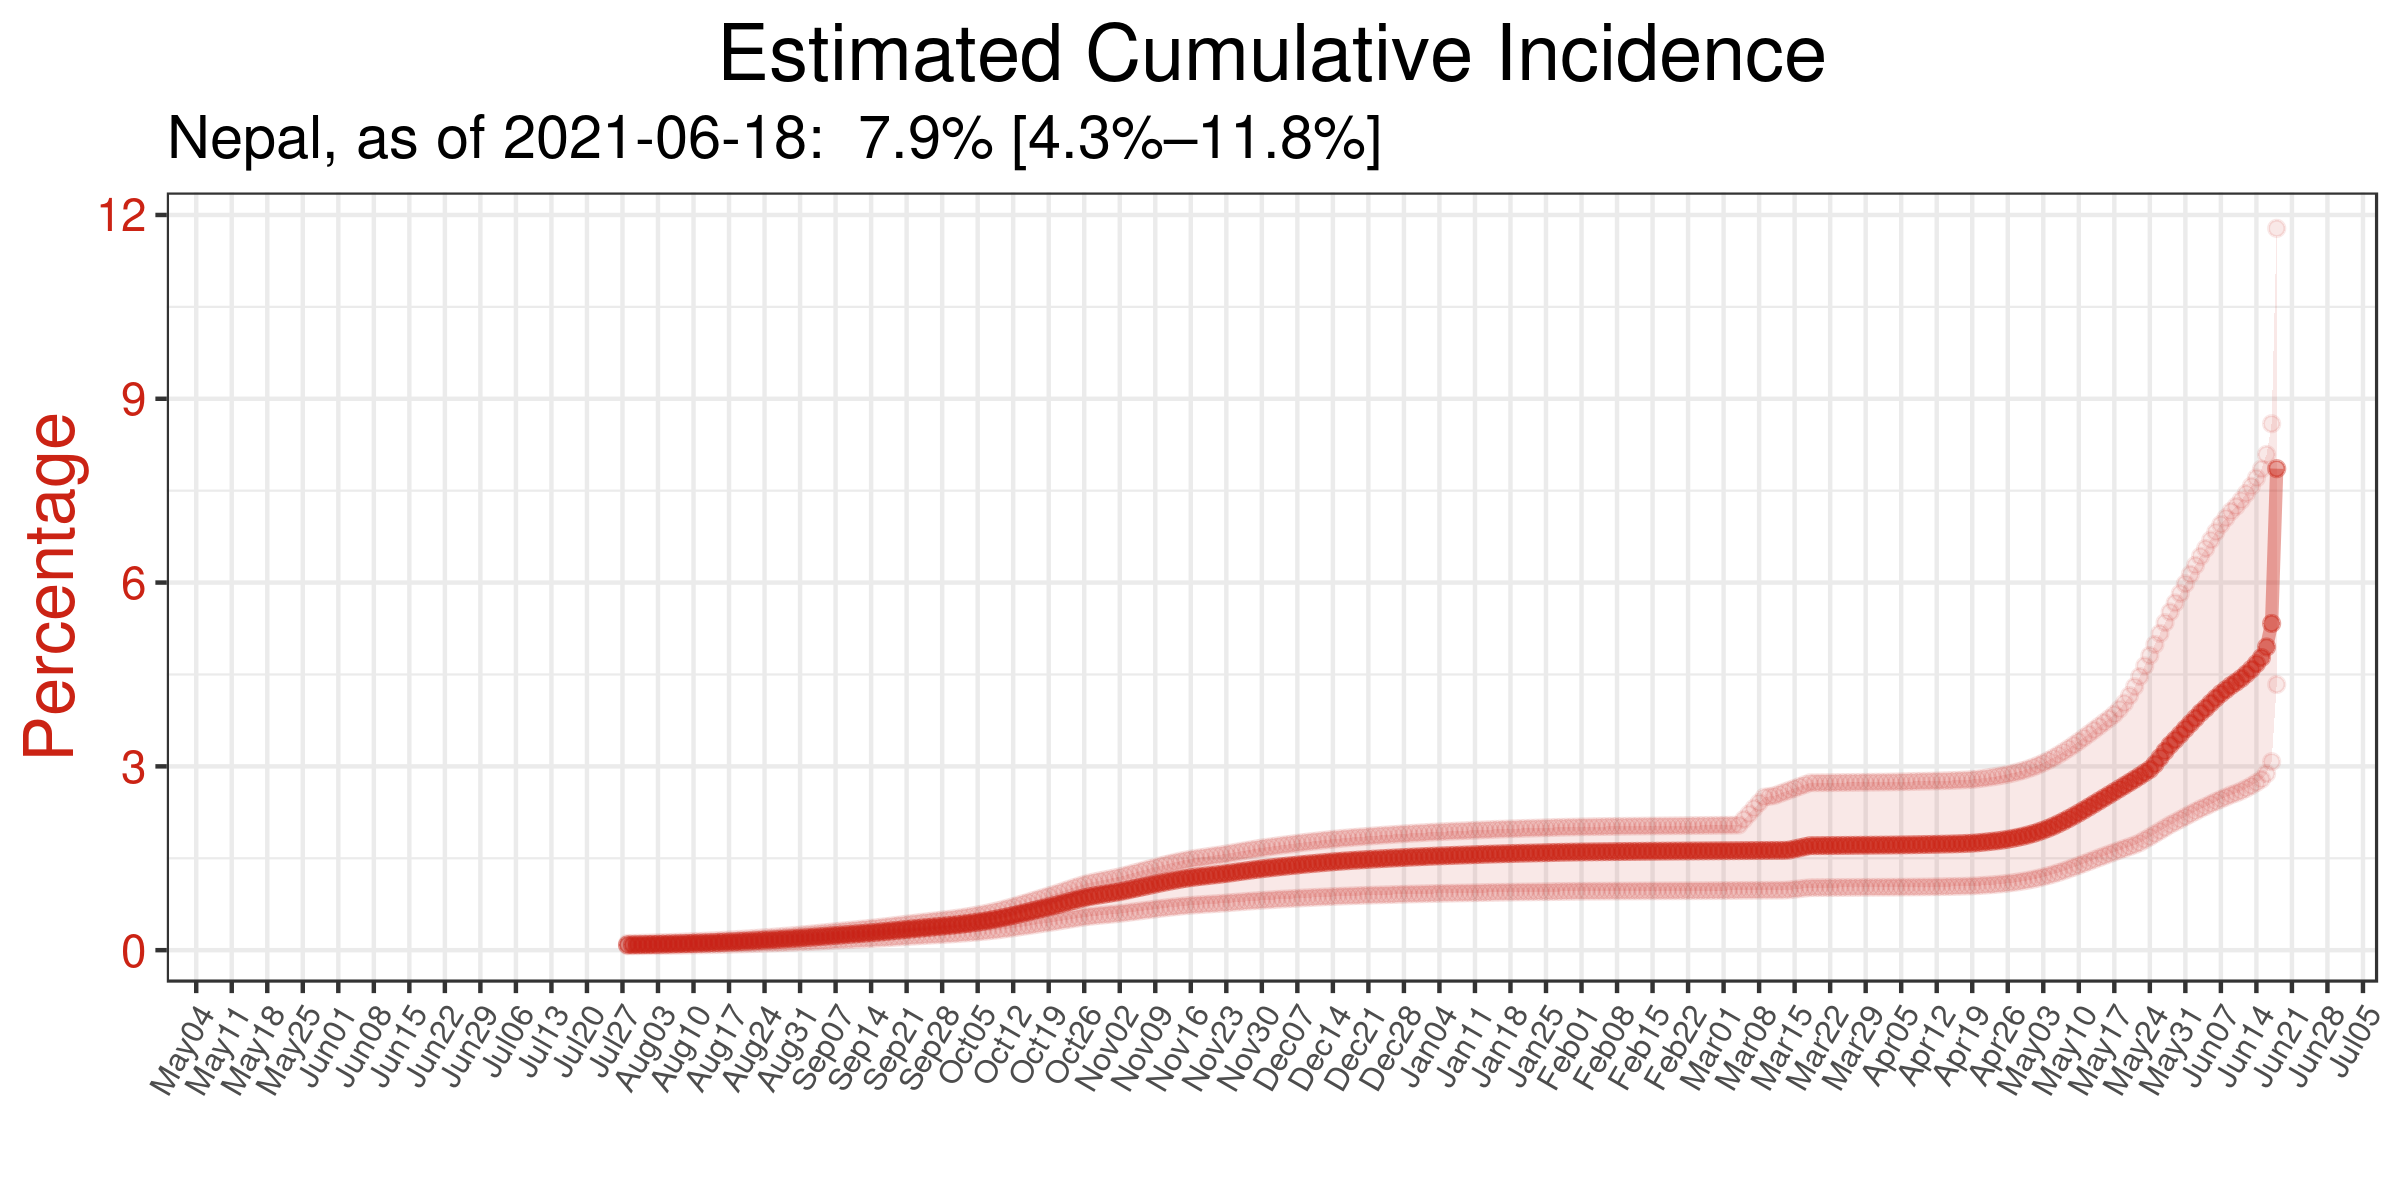 Estimated Cumulative Incidence
Nepal, as of 2021-06-18:  7.9% [4.3%–11.8%]
Percentage
12
9
6
3
0
May04
May11
May18
May25
Jun01
Jun08
Jun15
Jun22
Jun29
Jul06
Jul13
Jul20
Jul27
Aug03
Aug10
Aug17
Aug24
Aug31
Sep07
Sep14
Sep21
Sep28
Oct05
Oct12
Oct19
Oct26
Nov02
Nov09
Nov16
Nov23
Nov30
Dec07
Dec14
Dec21
Dec28
Jan04
Jan11
Jan18
Jan25
Feb01
Feb08
Feb15
Feb22
Mar01
Mar08
Mar15
Mar22
Mar29
Apr05
Apr12
Apr19
Apr26
May03
May10
May17
May24
May31
Jun07
Jun14
Jun21
Jun28
Jul05